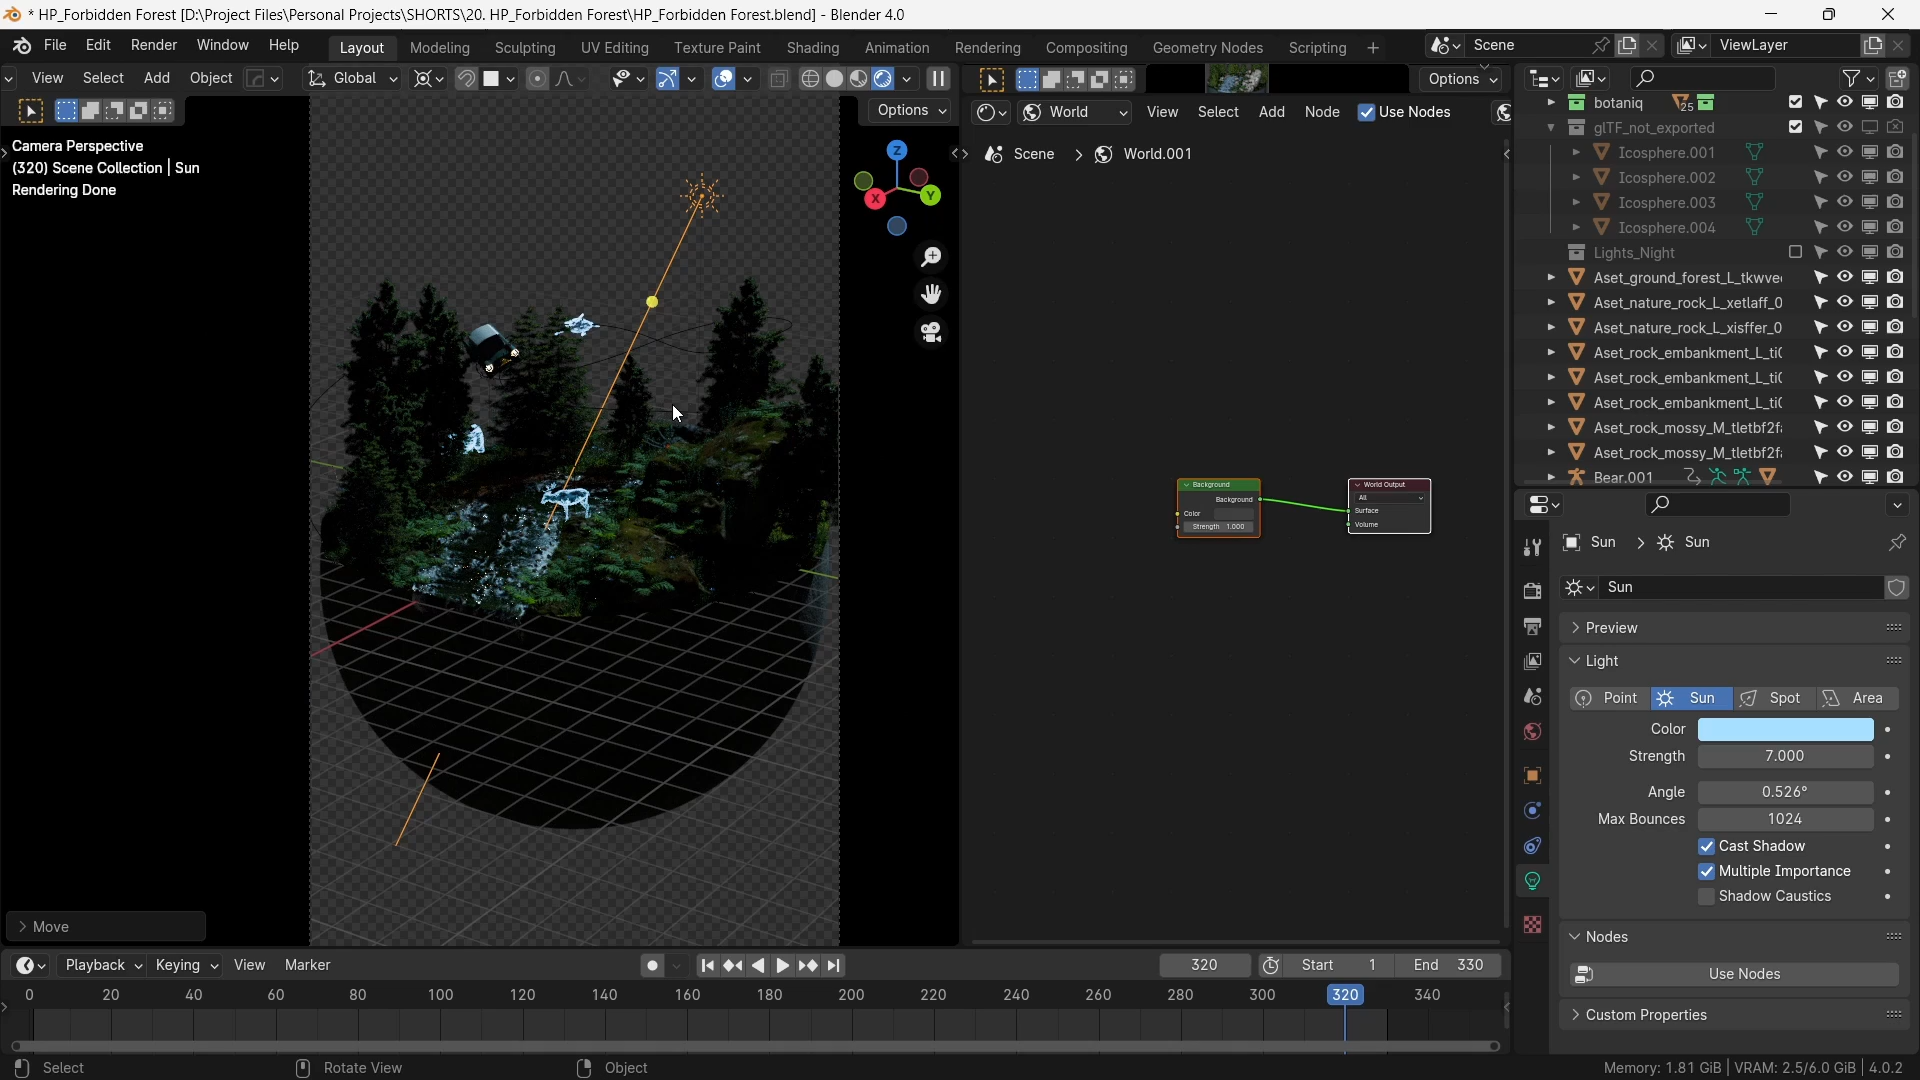 * HP_Forbidden Forest [D:\Project Files\Personal Projects\SHORTS\20. HP_Forbidden Forest\HP_Forbidden Forest.blend] - Blender 4.0
File Edit Render Window Help Layout Modeling Sculpting UV Editing Texture Paint Shading Animation Rendering Compositing Geometry Nodes Scripting + Scene ViewLayer
View Select Add Object Global Options
Options World View Select Add Node Use Nodes
Camera Perspective
(320) Scene Collection | Sun
Rendering Done
Z
Y
X
Scene > World.001
Background
Background
Color
Strength 1.000
World Output
All
Surface
Volume
botaniq 25
glTF_not_exported
Icosphere.001
Icosphere.002
Icosphere.003
Icosphere.004
Lights_Night
Aset_ground_forest_L_tkwve
Aset_nature_rock_L_xetlaff_0
Aset_nature_rock_L_xisffer_0
Aset_rock_embankment_L_ti
Aset_rock_embankment_L_ti
Aset_rock_embankment_L_ti
Aset_rock_mossy_M_tletbf2f
Aset_rock_mossy_M_tletbf2f
Bear.001
Sun > Sun
Sun
Preview
Light
Point Sun Spot Area
Color
Strength 7.000
Angle 0.526°
Max Bounces 1024
Cast Shadow
Multiple Importance
Shadow Caustics
Nodes
Use Nodes
Custom Properties
> Move
Playback Keying View Marker 320 Start 1 End 330
0 20 40 60 80 100 120 140 160 180 200 220 240 260 280 300 320 340
Select Rotate View Object Memory: 1.81 GiB | VRAM: 2.5/6.0 GiB | 4.0.2